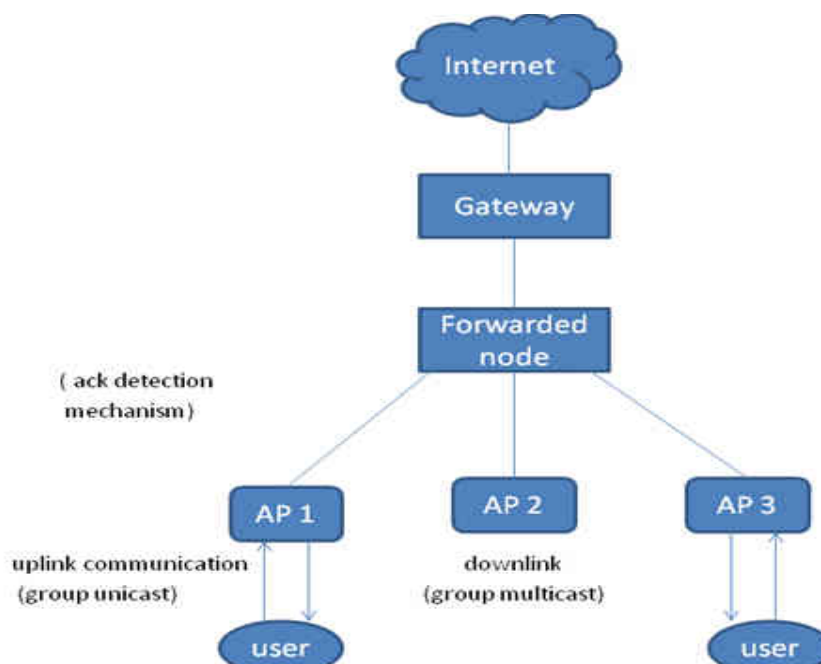 Internet
Gateway
Forwarded
node
( ack detection
mechanism)
AP 1
AP 2
AP 3
uplink communication
(group unicast)
downlink
(group multicast)
user
user